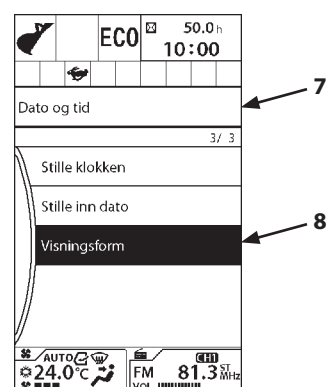 ECO 50.0 h
10:00
Dato og tid
7
3/ 3
Stille klokken
Stille inn dato
8
Visningsform
AUTO CH1
24.0°C FM 81.3 ST MHz
VOL